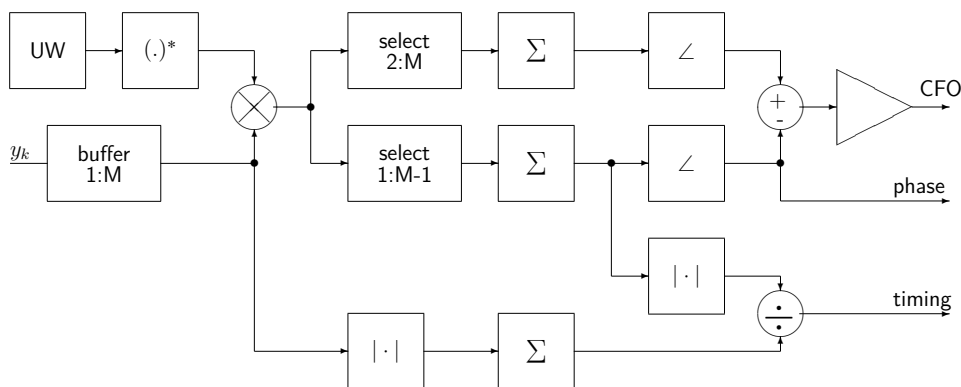 UW
(.)*
select
2:M
Σ
∠
+
-
CFO
y_k
buffer
1:M
select
1:M-1
Σ
∠
phase
|·|
÷
timing
|·|
Σ